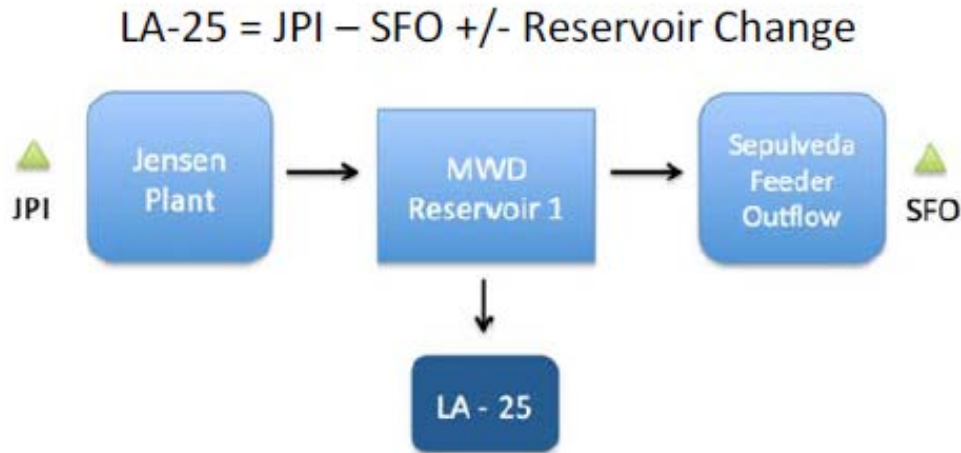 LA-25 = JPI – SFO +/- Reservoir Change
JPI
Jensen
Plant
MWD
Reservoir 1
Sepulveda
Feeder
Outflow
SFO
LA - 25